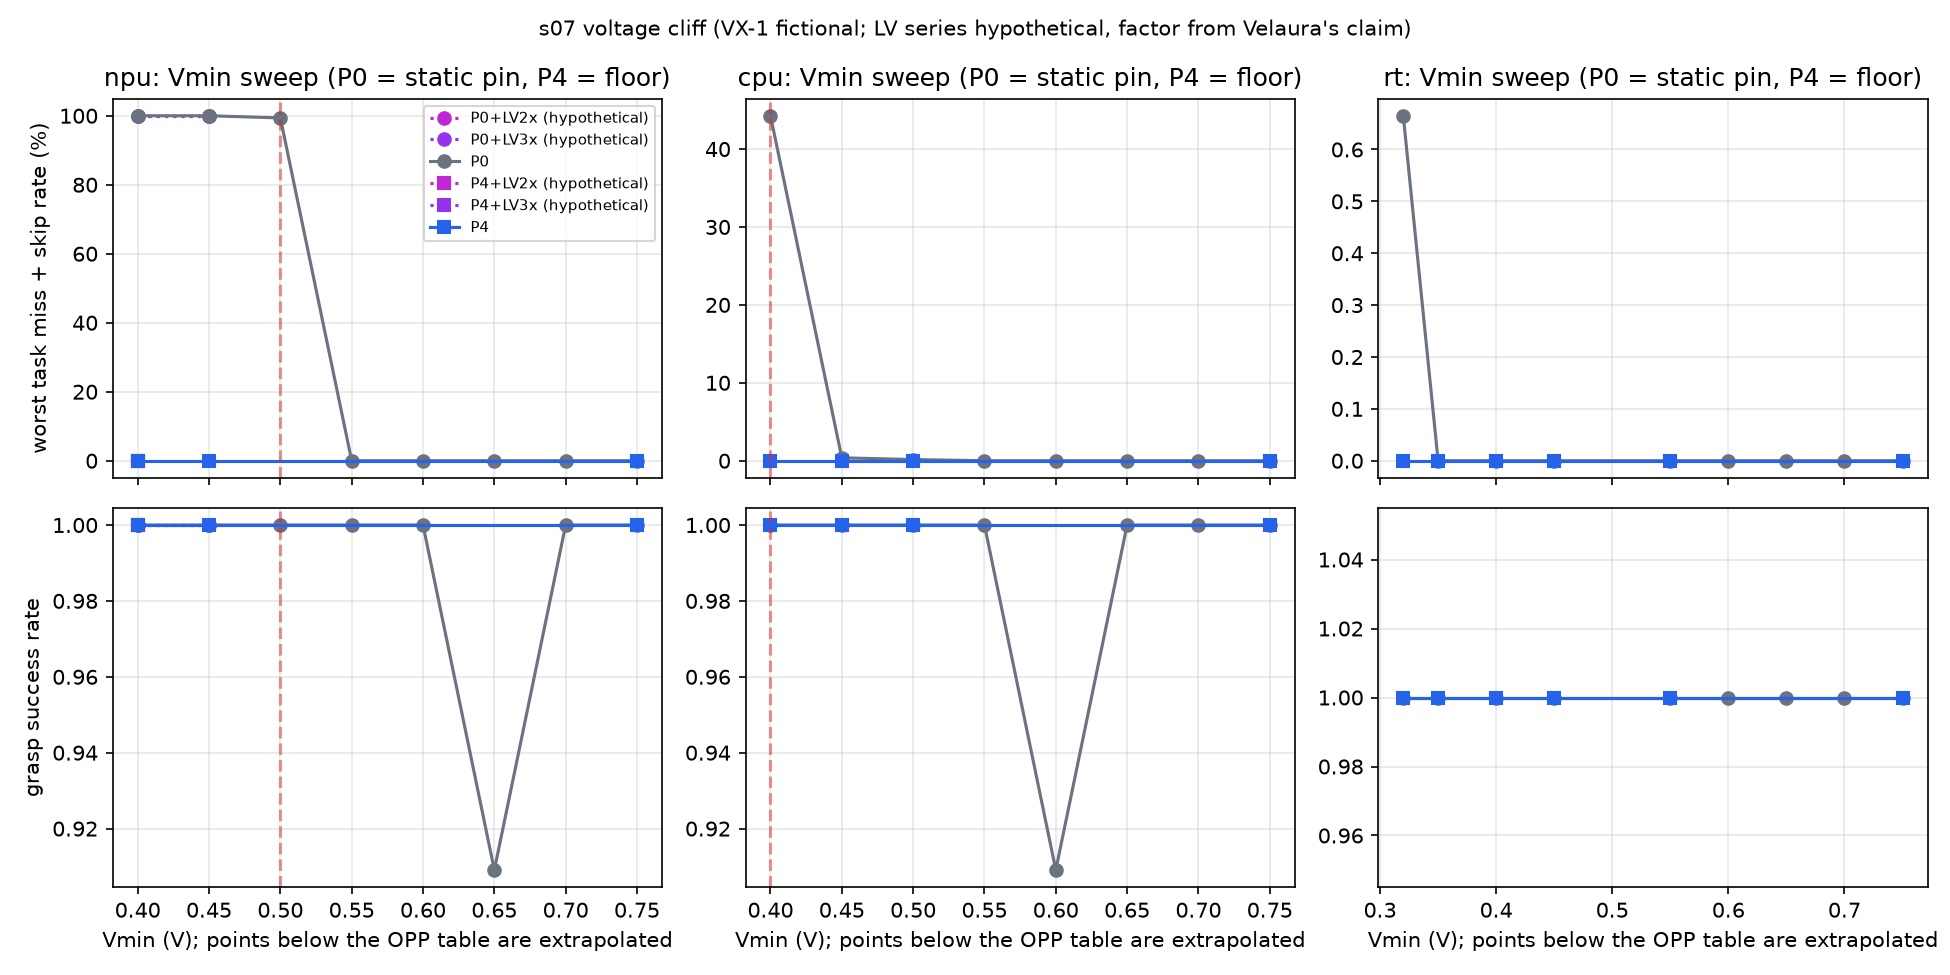 s07 voltage cliff (VX-1 fictional; LV series hypothetical, factor from Velaura's claim)
npu: Vmin sweep (P0 = static pin, P4 = floor)
cpu: Vmin sweep (P0 = static pin, P4 = floor)
rt: Vmin sweep (P0 = static pin, P4 = floor)
worst task miss + skip rate (%)
100
80
60
40
20
0
P0+LV2x (hypothetical)
P0+LV3x (hypothetical)
P0
P4+LV2x (hypothetical)
P4+LV3x (hypothetical)
P4
40
30
20
10
0
0.6
0.5
0.4
0.3
0.2
0.1
0.0
grasp success rate
1.00
0.98
0.96
0.94
0.92
0.40 0.45 0.50 0.55 0.60 0.65 0.70 0.75
Vmin (V); points below the OPP table are extrapolated
1.00
0.98
0.96
0.94
0.92
0.40 0.45 0.50 0.55 0.60 0.65 0.70 0.75
Vmin (V); points below the OPP table are extrapolated
1.04
1.02
1.00
0.98
0.96
0.3 0.4 0.5 0.6 0.7
Vmin (V); points below the OPP table are extrapolated